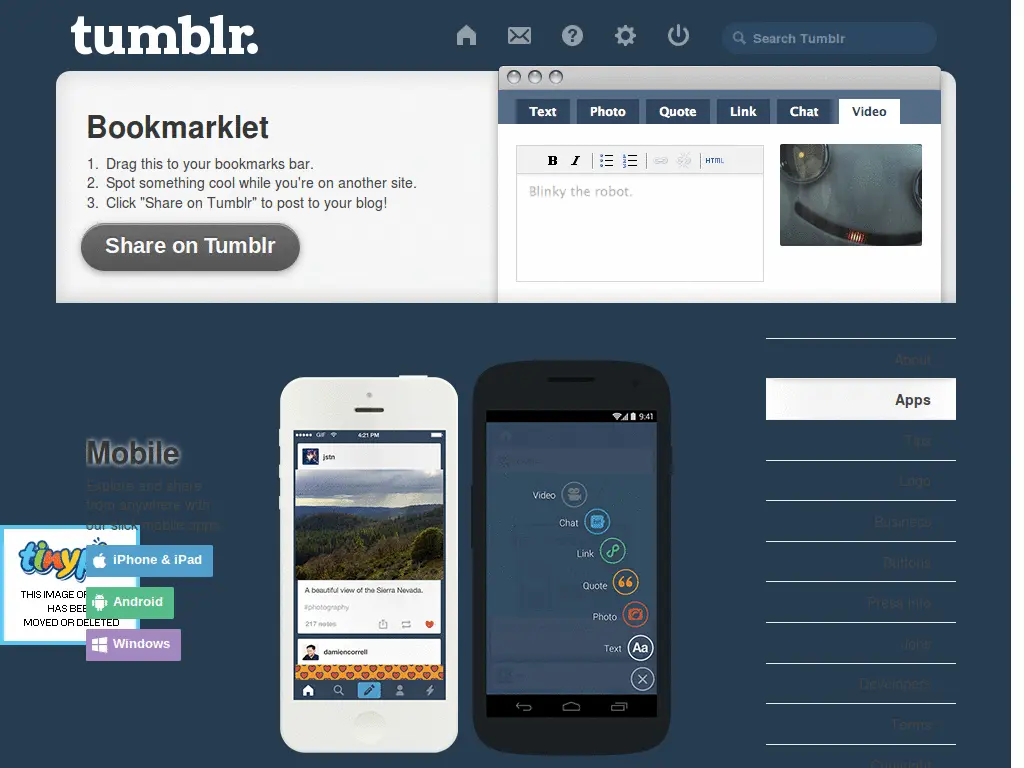 tumblr.
Search Tumblr
Bookmarklet
1. Drag this to your bookmarks bar.
2. Spot something cool while you're on another site.
3. Click "Share on Tumblr" to post to your blog!
Share on Tumblr
Text Photo Quote Link Chat Video
B I HTML
Blinky the robot.
About
Apps
Tips
Logo
Business
Buttons
Press Info
Jobs
Developers
Terms
Copyright
Mobile
Explore and share
from anywhere with
our slick mobile apps.
iPhone & iPad
Android
Windows
THIS IMAGE
HAS BEEN
MOVED OR DELETED
GIF 4:21 PM
jstn
A beautiful view of the Sierra Nevada.
#photography
217 notes
damiencorrell
9:41
Video
Chat
Link
Quote
Photo
Text Aa